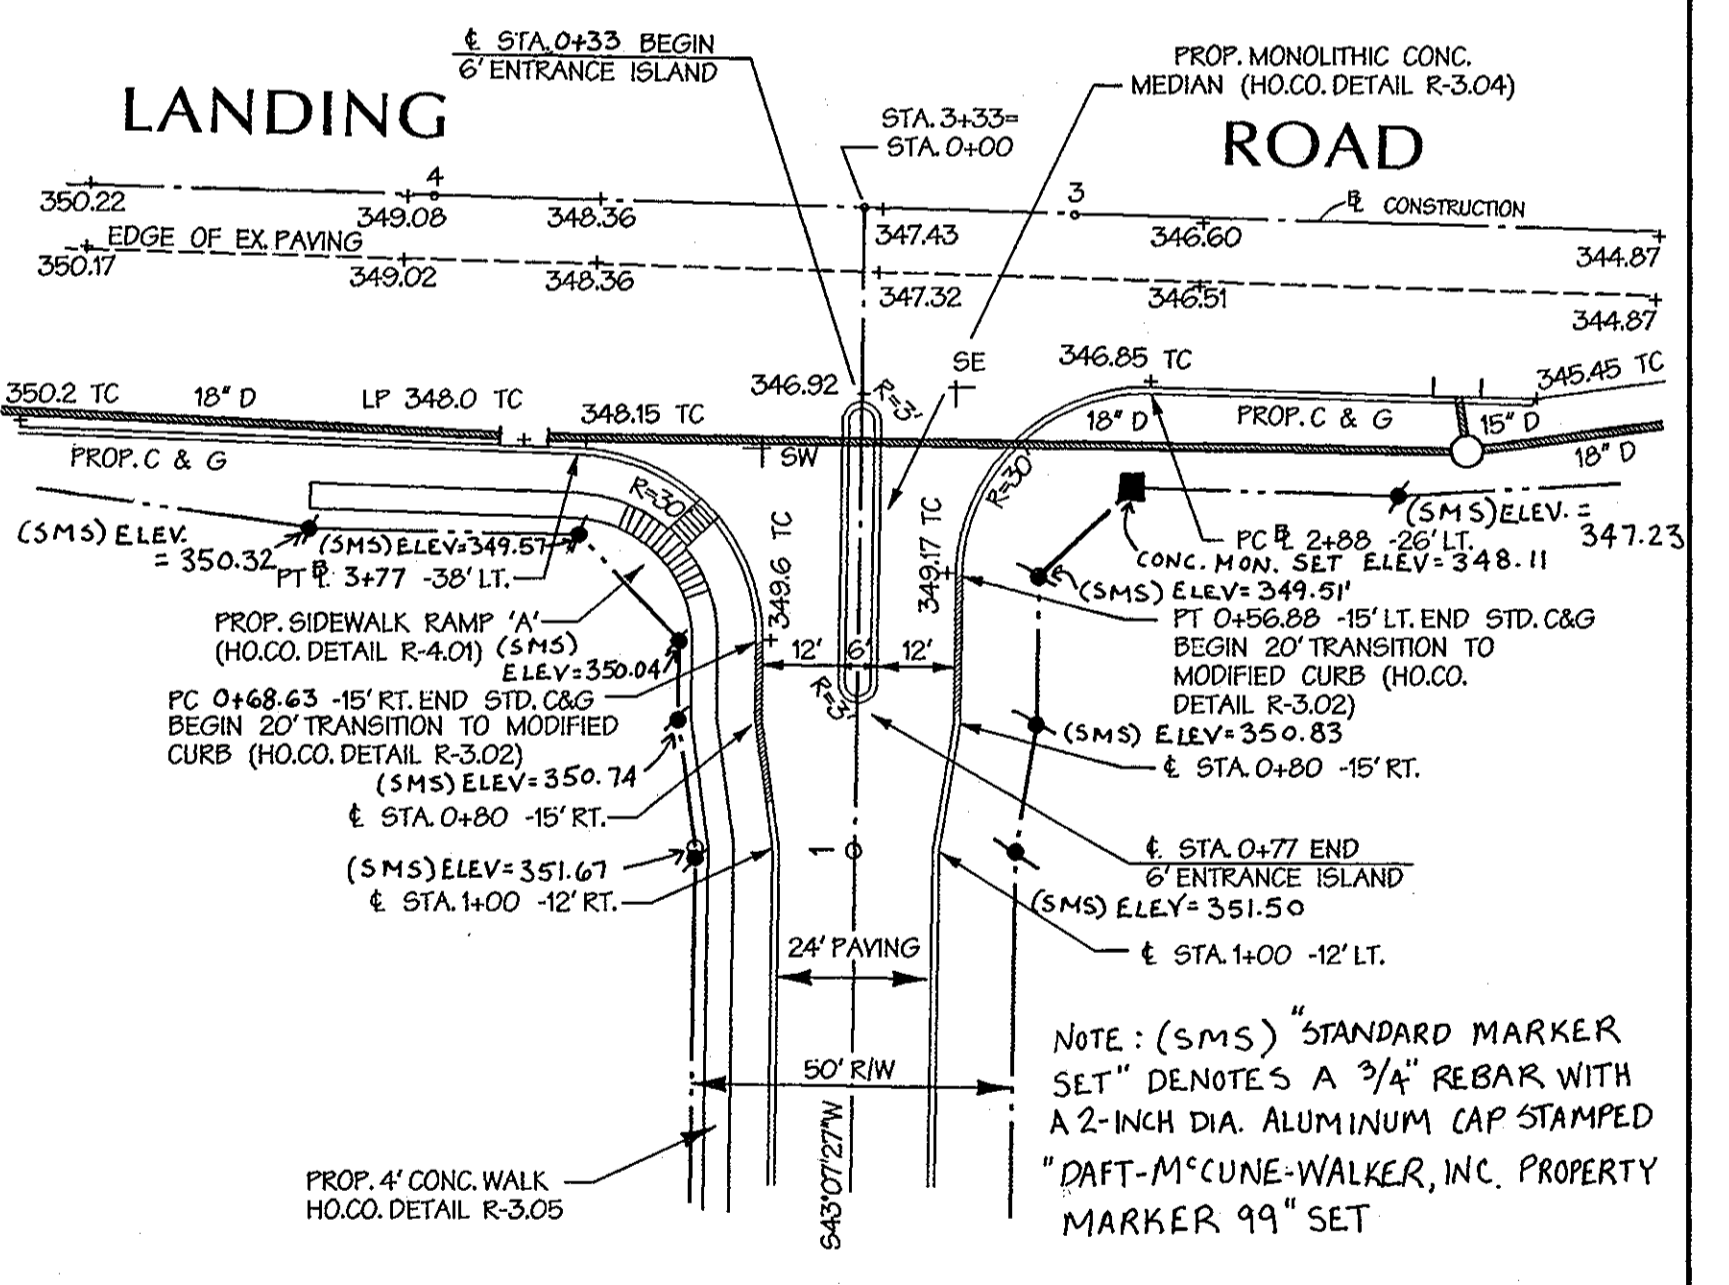 ℄ STA. 0+33 BEGIN
6' ENTRANCE ISLAND
PROP. MONOLITHIC CONC.
MEDIAN (HO.CO. DETAIL R-3.04)
LANDING
ROAD
STA. 3+33=
STA. 0+00
350.22
4
349.08
348.36
347.43
3
346.60
℄ CONSTRUCTION
344.87
EDGE OF EX. PAVING
350.17
349.02
348.36
347.32
346.51
344.87
350.2 TC
18" D
LP 348.0 TC
348.15 TC
346.92
R=3'
SE
346.85 TC
345.45 TC
PROP. C & G
SW
18" D
PROP. C & G
15" D
18" D
R=30'
R=30'
(SMS) ELEV.
= 350.32
(SMS) ELEV=349.57
PT ℄ 3+77 -38' LT.
349.6 TC
349.17 TC
PC ℄ 2+88 -26' LT.
(SMS) ELEV. =
347.23
CONC. MON. SET ELEV=348.11
(SMS) ELEV=349.51'
PROP. SIDEWALK RAMP 'A'
(HO.CO. DETAIL R-4.01)
(SMS)
ELEV=350.04
12'
6'
12'
PT 0+56.88 -15' LT. END STD. C&G
BEGIN 20' TRANSITION TO
MODIFIED CURB (HO.CO.
DETAIL R-3.02)
PC 0+68.63 -15' RT. END STD. C&G
BEGIN 20' TRANSITION TO MODIFIED
CURB (HO.CO. DETAIL R-3.02)
R=3'
(SMS) ELEV=350.74
(SMS) ELEV=350.83
℄ STA. 0+80 -15' RT.
℄ STA. 0+80 -15' RT.
1
(SMS) ELEV=351.67
℄ STA. 1+00 -12' RT.
℄ STA. 0+77 END
6' ENTRANCE ISLAND
(SMS) ELEV=351.50
℄ STA. 1+00 -12' LT.
24' PAVING
50' R/W
S43°07'27"W
PROP. 4' CONC. WALK
HO.CO. DETAIL R-3.05
NOTE: (SMS) "STANDARD MARKER
SET" DENOTES A 3/4" REBAR WITH
A 2-INCH DIA. ALUMINUM CAP STAMPED
"DAFT-McCUNE-WALKER, INC. PROPERTY
MARKER 99" SET